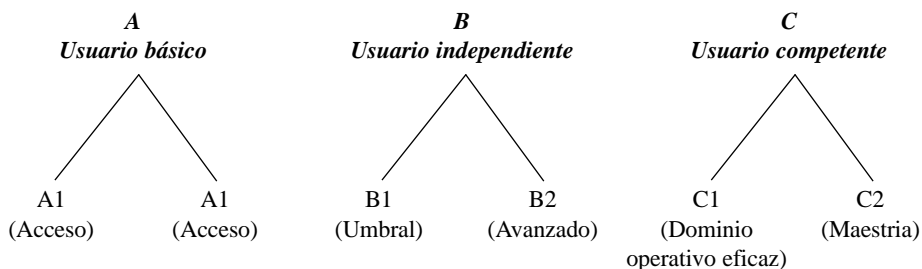 A
Usuario básico
B
Usuario independiente
C
Usuario competente
A1
(Acceso)
A1
(Acceso)
B1
(Umbral)
B2
(Avanzado)
C1
(Dominio
operativo eficaz)
C2
(Maestria)